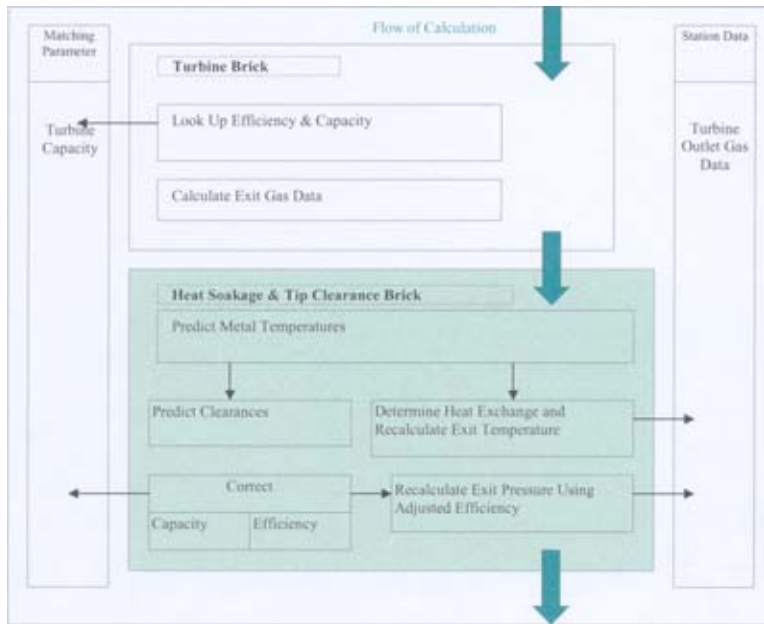 Flow of Calculation
Matching
Parameter
Station Data
Turbine Brick
Look Up Efficiency & Capacity
Turbine
Capacity
Turbine
Outlet Gas
Data
Calculate Exit Gas Data
Heat Soakage & Tip Clearance Brick
Predict Metal Temperatures
Predict Clearances
Determine Heat Exchange and
Recalculate Exit Temperature
Correct
Capacity
Efficiency
Recalculate Exit Pressure Using
Adjusted Efficiency